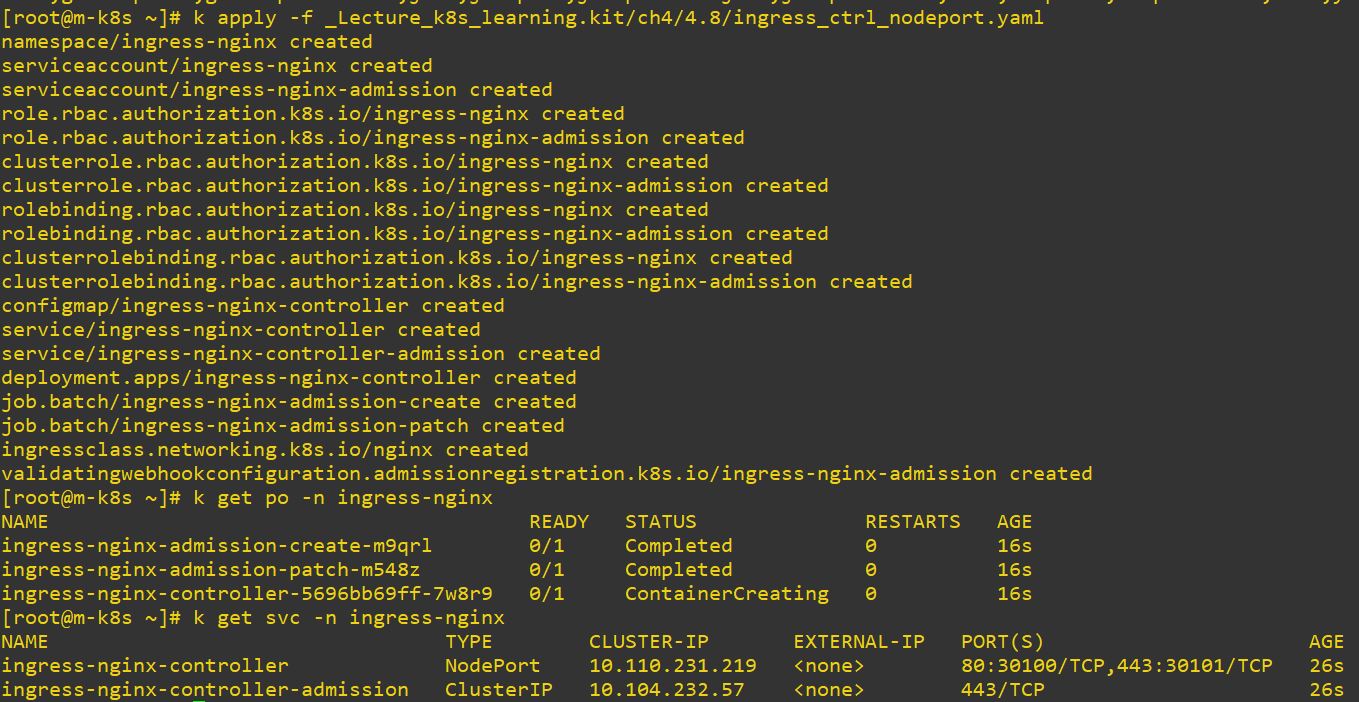 [root@m-k8s ~]# k apply -f _Lecture_k8s_learning.kit/ch4/4.8/ingress_ctrl_nodeport.yaml
namespace/ingress-nginx created
serviceaccount/ingress-nginx created
serviceaccount/ingress-nginx-admission created
role.rbac.authorization.k8s.io/ingress-nginx created
role.rbac.authorization.k8s.io/ingress-nginx-admission created
clusterrole.rbac.authorization.k8s.io/ingress-nginx created
clusterrole.rbac.authorization.k8s.io/ingress-nginx-admission created
rolebinding.rbac.authorization.k8s.io/ingress-nginx created
rolebinding.rbac.authorization.k8s.io/ingress-nginx-admission created
clusterrolebinding.rbac.authorization.k8s.io/ingress-nginx created
clusterrolebinding.rbac.authorization.k8s.io/ingress-nginx-admission created
configmap/ingress-nginx-controller created
service/ingress-nginx-controller created
service/ingress-nginx-controller-admission created
deployment.apps/ingress-nginx-controller created
job.batch/ingress-nginx-admission-create created
job.batch/ingress-nginx-admission-patch created
ingressclass.networking.k8s.io/nginx created
validatingwebhookconfiguration.admissionregistration.k8s.io/ingress-nginx-admission created
[root@m-k8s ~]# k get po -n ingress-nginx
NAME READY STATUS RESTARTS AGE
ingress-nginx-admission-create-m9qrl 0/1 Completed 0 16s
ingress-nginx-admission-patch-m548z 0/1 Completed 0 16s
ingress-nginx-controller-5696bb69ff-7w8r9 0/1 ContainerCreating 0 16s
[root@m-k8s ~]# k get svc -n ingress-nginx
NAME TYPE CLUSTER-IP EXTERNAL-IP PORT(S) AGE
ingress-nginx-controller NodePort 10.110.231.219 <none> 80:30100/TCP,443:30101/TCP 26s
ingress-nginx-controller-admission ClusterIP 10.104.232.57 <none> 443/TCP 26s